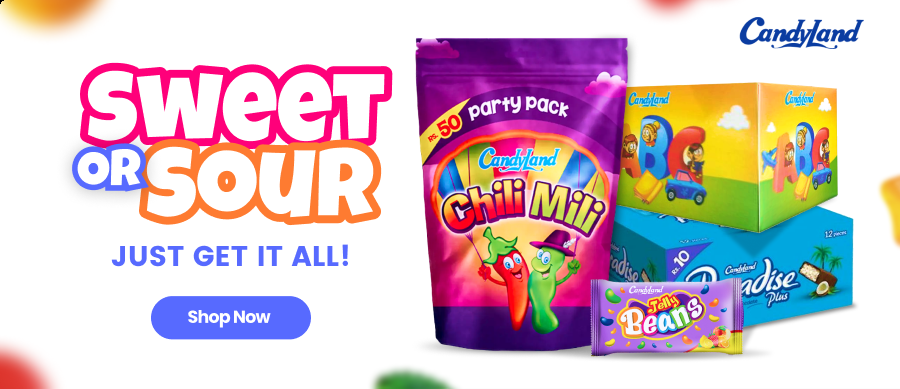 SWEET
OR SOUR
JUST GET IT ALL!
Shop Now
CandyLand
party pack
Rs. 50
CandyLand
Chili Mili
CandyLand
ABC
CandyLand
ABC
12 pieces
Rs. 10
CandyLand
Paradise
Plus
CandyLand
Jelly
Beans